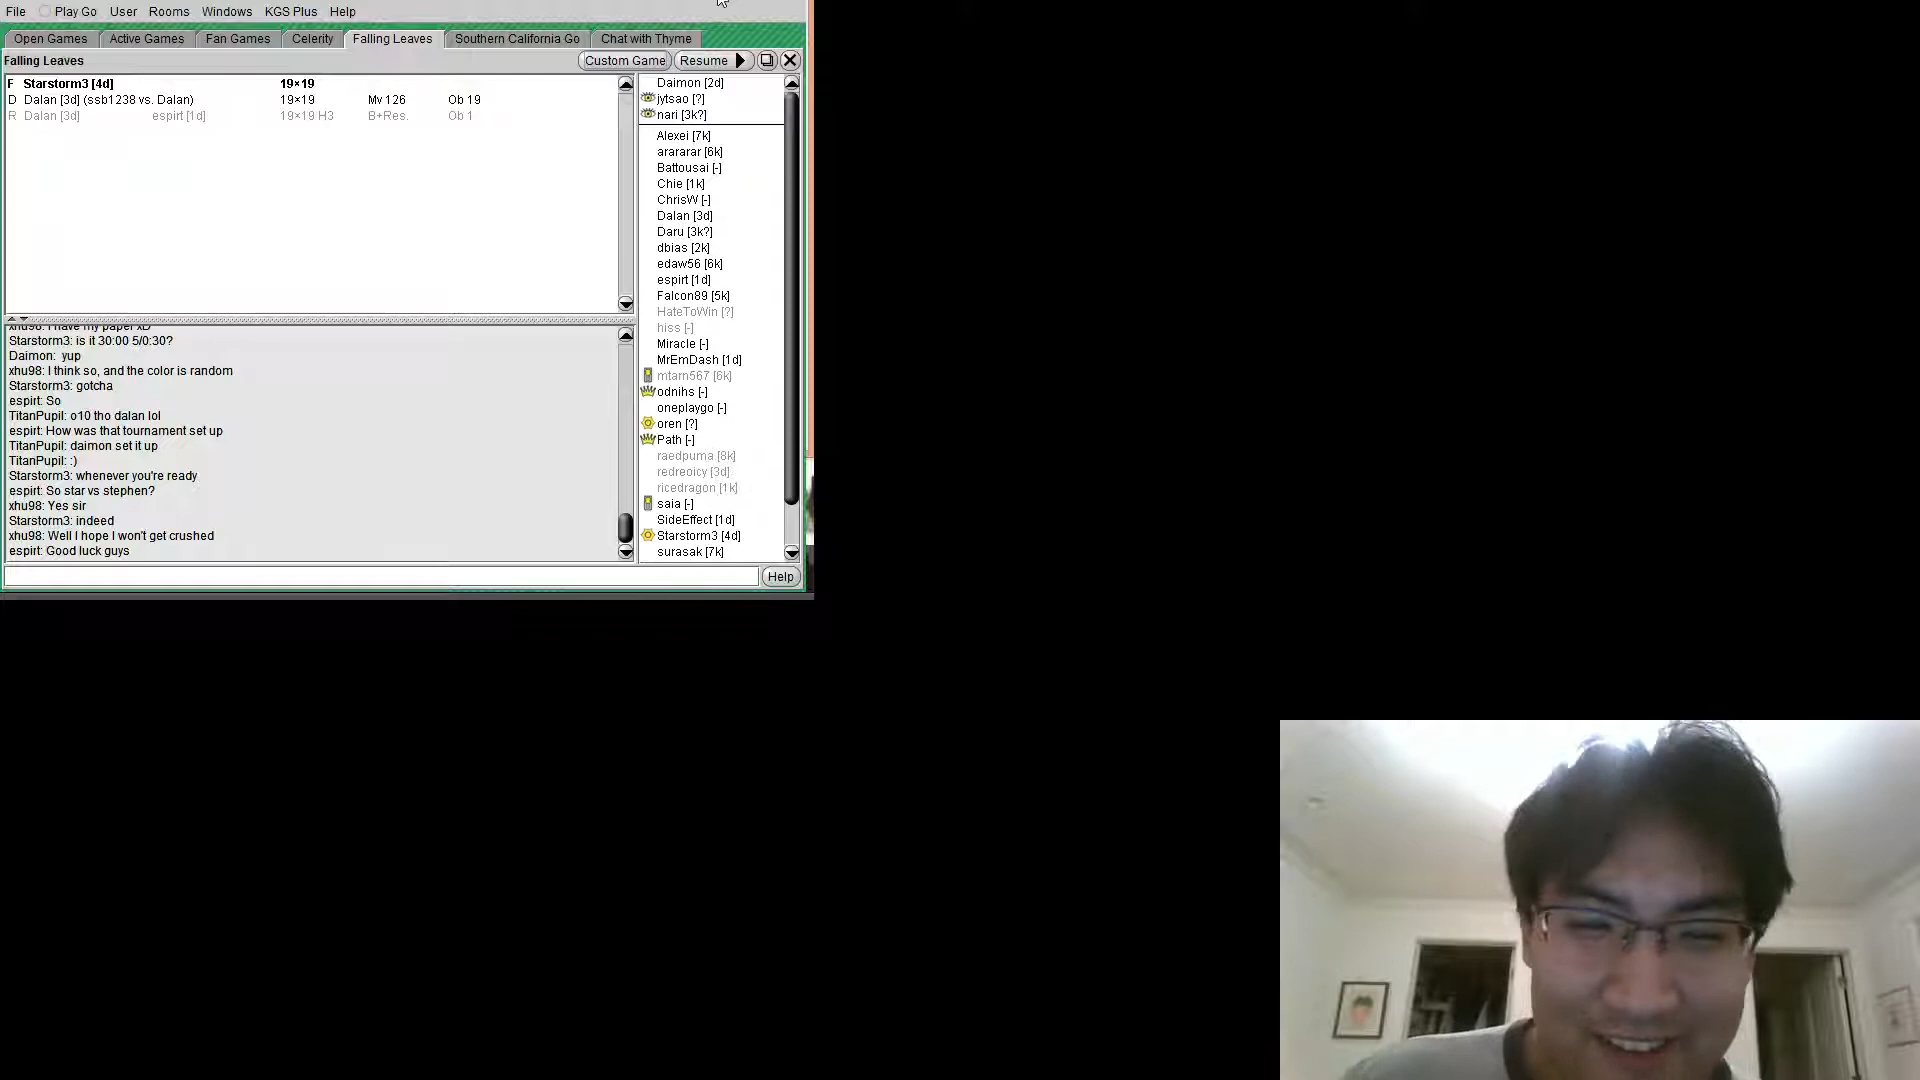 File Play Go User Rooms Windows KGS Plus Help
Open Games Active Games Fan Games Celerity Falling Leaves Southern California Go Chat with Thyme
Falling Leaves Custom Game Resume
F Starstorm3 [4d] 19×19
D Dalan [3d] (ssb1238 vs. Dalan) 19×19 Mv 126 Ob 19
R Dalan [3d] espirt [1d] 19×19 H3 B+Res. Ob 1
xhu98: I have my paper xD
Starstorm3: is it 30:00 5/0:30?
Daimon: yup
xhu98: I think so, and the color is random
Starstorm3: gotcha
espirt: So
TitanPupil: o10 tho dalan lol
espirt: How was that tournament set up
TitanPupil: daimon set it up
TitanPupil: :)
Starstorm3: whenever you're ready
espirt: So star vs stephen?
xhu98: Yes sir
Starstorm3: indeed
xhu98: Well I hope I won't get crushed
espirt: Good luck guys
Help
Daimon [2d]
jytsao [?]
nari [3k?]
Alexei [7k]
arararar [6k]
Battousai [-]
Chie [1k]
ChrisW [-]
Dalan [3d]
Daru [3k?]
dbias [2k]
edaw56 [6k]
espirt [1d]
Falcon89 [5k]
HateToWin [?]
hiss [-]
Miracle [-]
MrEmDash [1d]
mtarn567 [6k]
odnihs [-]
oneplaygo [-]
oren [?]
Path [-]
raedpuma [8k]
redreoicy [3d]
ricedragon [1k]
saia [-]
SideEffect [1d]
Starstorm3 [4d]
surasak [7k]